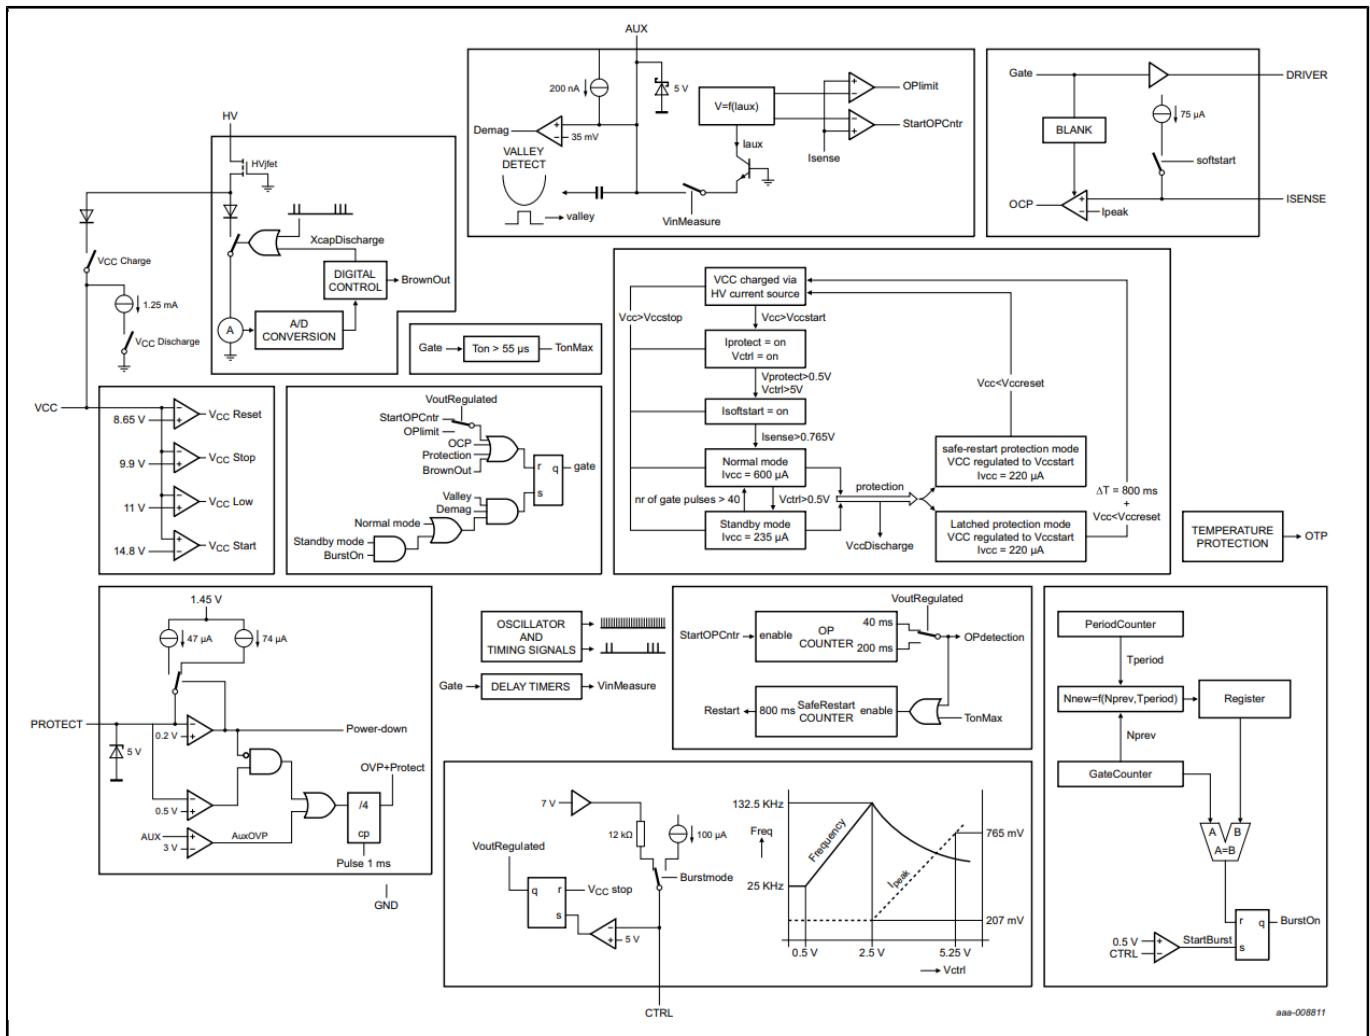 AUX
200 nA
5 V
Demag
35 mV
VALLEY
DETECT
valley
V=f(Iaux)
Iaux
VinMeasure
OPlimit
StartOPCntr
Isense
Gate
DRIVER
BLANK
75 µA
softstart
OCP
Ipeak
ISENSE
HV
HVjfet
XcapDischarge
DIGITAL
CONTROL
BrownOut
A
A/D
CONVERSION
VCC Charge
1.25 mA
VCC Discharge
Gate
Ton > 55 µs
TonMax
VCC
8.65 V
VCC Reset
9.9 V
VCC Stop
11 V
VCC Low
14.8 V
VCC Start
VoutRegulated
StartOPCntr
OPlimit
OCP
Protection
BrownOut
r
q
gate
s
Valley
Demag
Normal mode
Standby mode
BurstOn
VCC charged via
HV current source
Vcc>Vccstop
Vcc>Vccstart
Iprotect = on
Vctrl = on
Vprotect>0.5V
Vctrl>5V
Isoftstart = on
Isense>0.765V
Normal mode
Ivcc = 600 µA
nr of gate pulses > 40
Vctrl>0.5V
Standby mode
Ivcc = 235 µA
protection
VccDischarge
Vcc<Vccreset
safe-restart protection mode
VCC regulated to Vccstart
Ivcc = 220 µA
Latched protection mode
VCC regulated to Vccstart
Ivcc = 220 µA
ΔT = 800 ms
+
Vcc<Vccreset
TEMPERATURE
PROTECTION
OTP
1.45 V
47 µA
74 µA
PROTECT
5 V
0.2 V
Power-down
0.5 V
OVP+Protect
AUX
3 V
AuxOVP
/4
cp
Pulse 1 ms
GND
OSCILLATOR
AND
TIMING SIGNALS
Gate
DELAY TIMERS
VinMeasure
VoutRegulated
StartOPCntr
enable
OP
COUNTER
40 ms
200 ms
OPdetection
Restart
800 ms
SafeRestart
COUNTER
enable
TonMax
PeriodCounter
Tperiod
Nnew=f(Nprev,Tperiod)
Register
Nprev
GateCounter
A
B
A=B
r
q
BurstOn
s
0.5 V
CTRL
StartBurst
7 V
12 kΩ
100 µA
Burstmode
VoutRegulated
q
r
s
VCC stop
5 V
CTRL
132.5 KHz
Freq
25 KHz
Frequency
Ipeak
765 mV
207 mV
0.5 V
2.5 V
5.25 V
Vctrl
aaa-008811